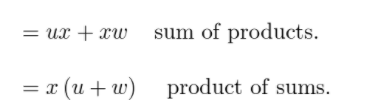 = ux + xw sum of products.
= x (u + w) product of sums.